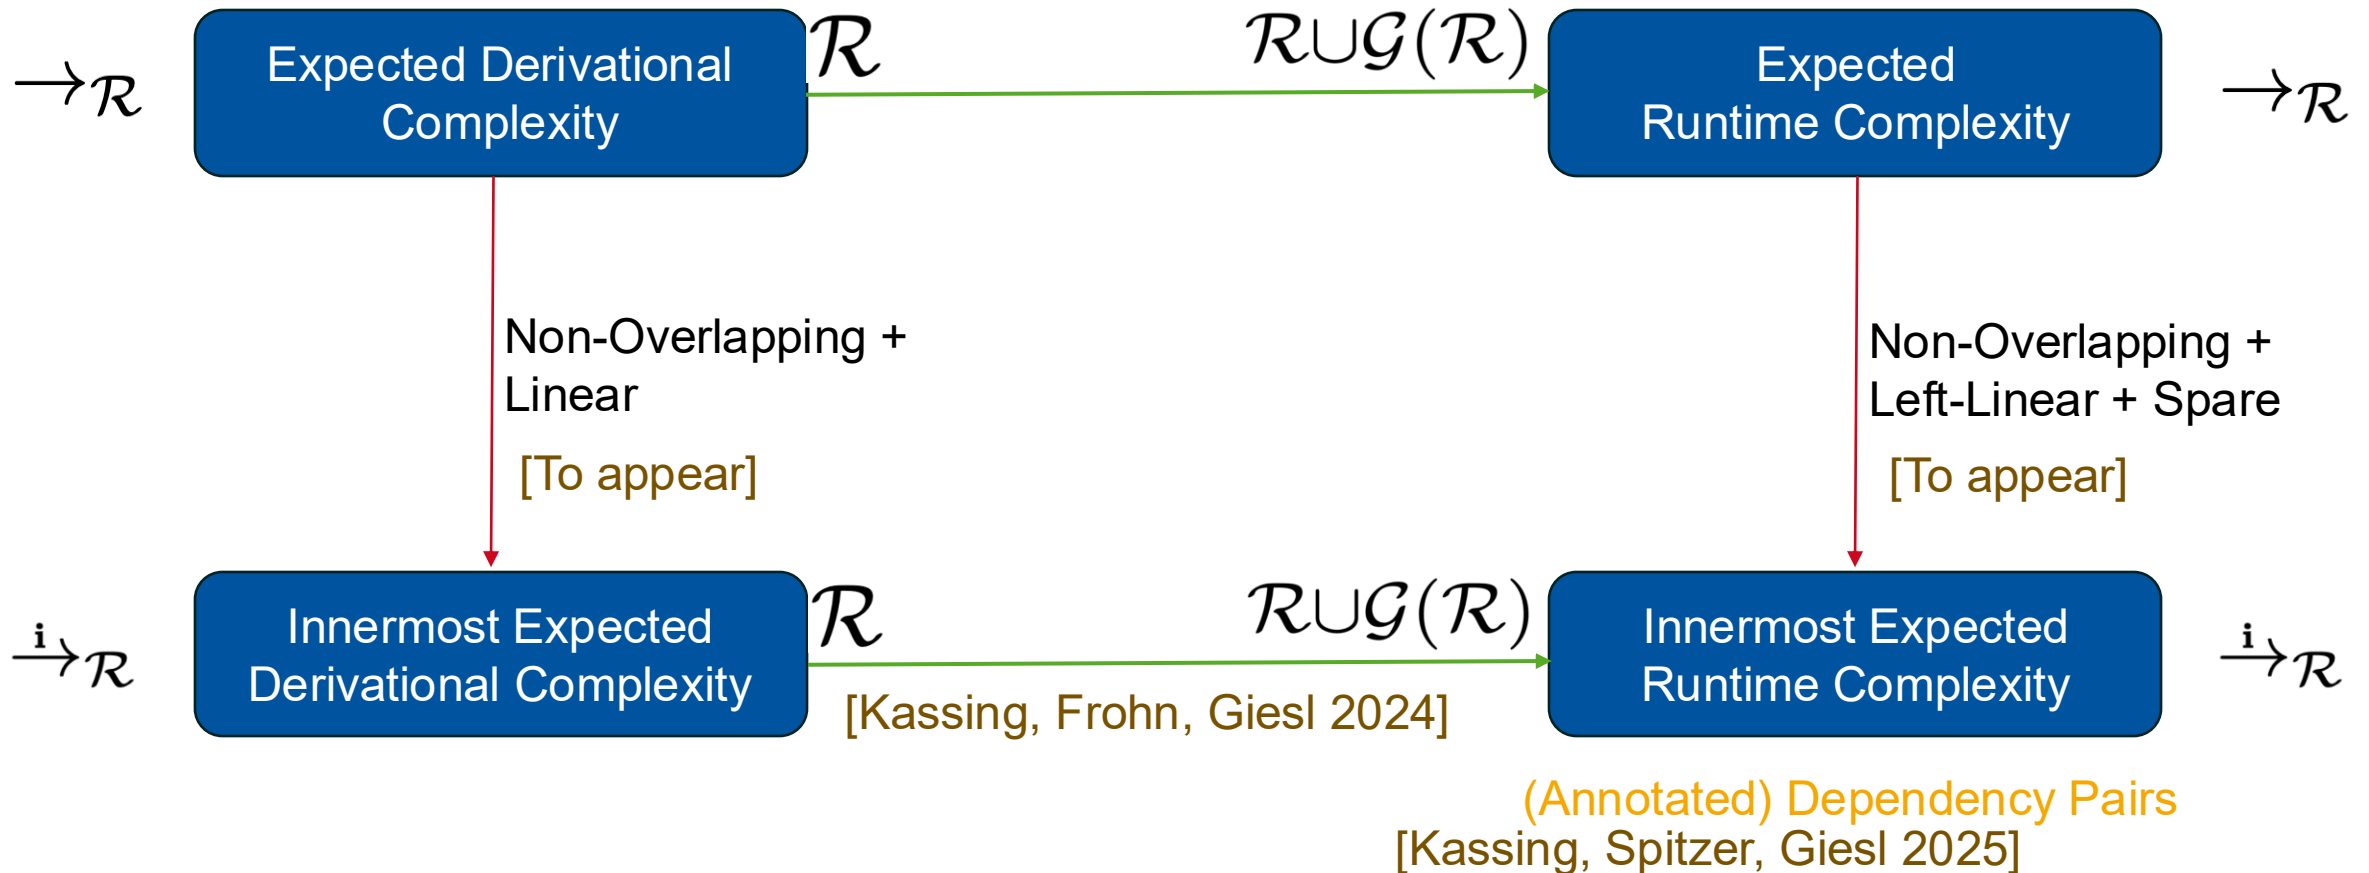 →ℛ
Expected Derivational
Complexity
ℛ
ℛ∪𝒢(ℛ)
Expected
Runtime Complexity
→ℛ
Non-Overlapping +
Linear
[To appear]
Non-Overlapping +
Left-Linear + Spare
[To appear]
i→ℛ
Innermost Expected
Derivational Complexity
ℛ
ℛ∪𝒢(ℛ)
Innermost Expected
Runtime Complexity
i→ℛ
[Kassing, Frohn, Giesl 2024]
(Annotated) Dependency Pairs
[Kassing, Spitzer, Giesl 2025]